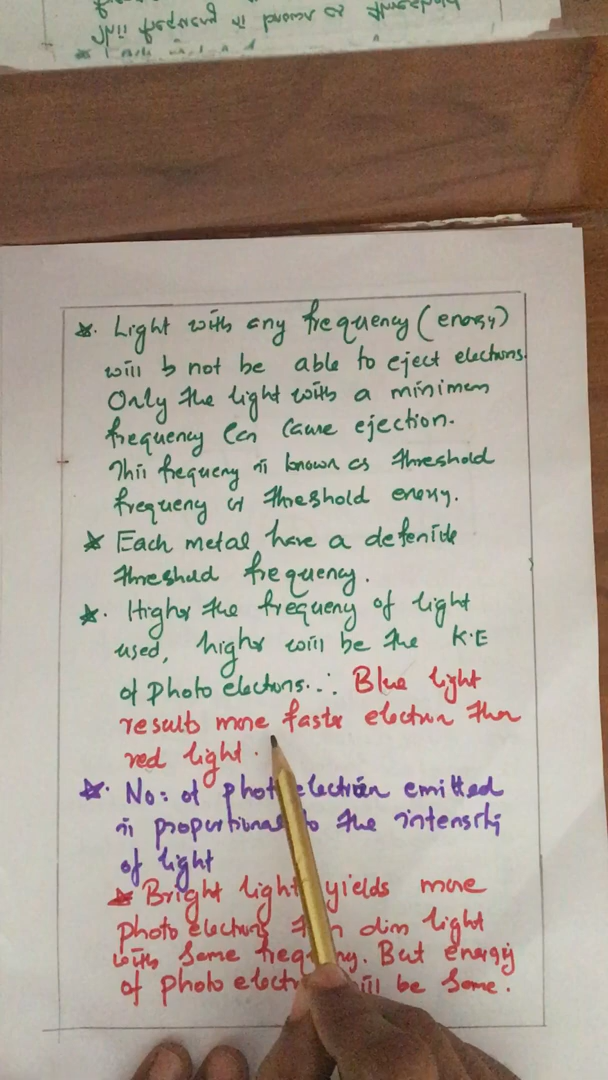 * Light with any frequency (energy)
will b not be able to eject electrons.
Only the light with a minimum
frequency can cause ejection.
This frequency is known as threshold
frequency or threshold energy.
* Each metal have a defenide
threshold frequency.
* Higher the frequency of light
used, higher will be the K.E
of photo electrons. ∴ Blue light
results more faster electron than
red light.
* No: of photoelectron emitted
is proportional to the intensity
of light
* Bright light yields more
photo electrons than dim light
with same frequency. But energy
of photo electrons will be same.